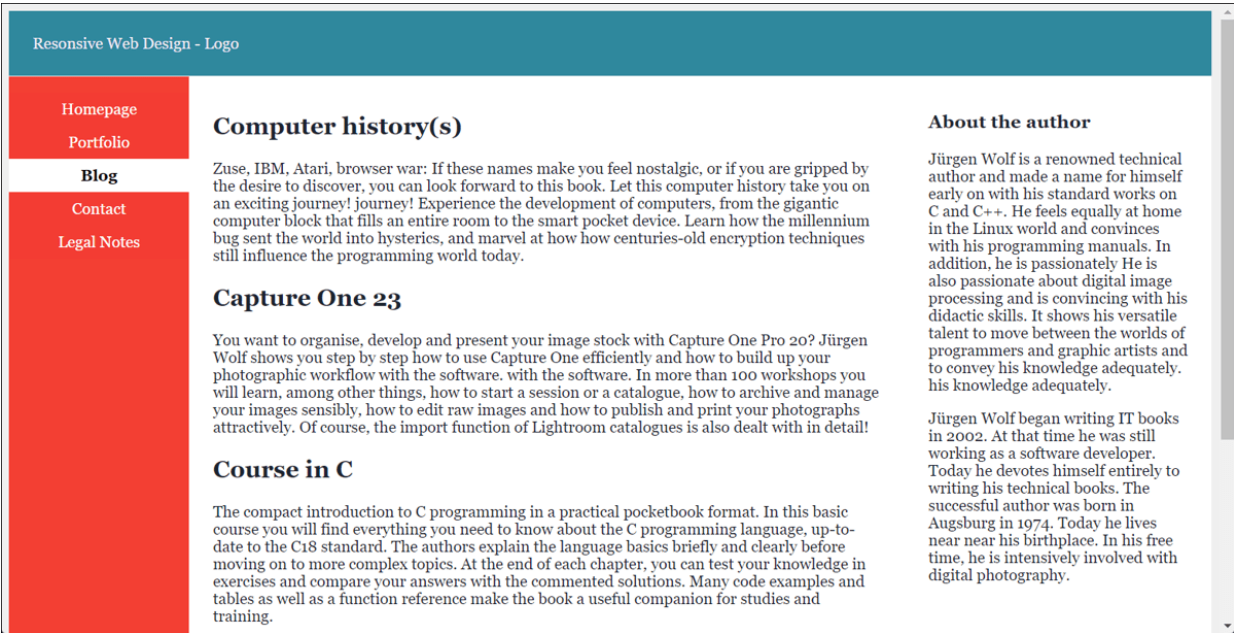 Resonsive Web Design - Logo
Homepage
Portfolio
Blog
Contact
Legal Notes
Computer history(s)
Zuse, IBM, Atari, browser war: If these names make you feel nostalgic, or if you are gripped by
the desire to discover, you can look forward to this book. Let this computer history take you on
an exciting journey! journey! Experience the development of computers, from the gigantic
computer block that fills an entire room to the smart pocket device. Learn how the millennium
bug sent the world into hysterics, and marvel at how how centuries-old encryption techniques
still influence the programming world today.
Capture One 23
You want to organise, develop and present your image stock with Capture One Pro 20? Jürgen
Wolf shows you step by step how to use Capture One efficiently and how to build up your
photographic workflow with the software. with the software. In more than 100 workshops you
will learn, among other things, how to start a session or a catalogue, how to archive and manage
your images sensibly, how to edit raw images and how to publish and print your photographs
attractively. Of course, the import function of Lightroom catalogues is also dealt with in detail!
Course in C
The compact introduction to C programming in a practical pocketbook format. In this basic
course you will find everything you need to know about the C programming language, up-to-
date to the C18 standard. The authors explain the language basics briefly and clearly before
moving on to more complex topics. At the end of each chapter, you can test your knowledge in
exercises and compare your answers with the commented solutions. Many code examples and
tables as well as a function reference make the book a useful companion for studies and
training.
About the author
Jürgen Wolf is a renowned technical
author and made a name for himself
early on with his standard works on
C and C++. He feels equally at home
in the Linux world and convinces
with his programming manuals. In
addition, he is passionately He is
also passionate about digital image
processing and is convincing with his
didactic skills. It shows his versatile
talent to move between the worlds of
programmers and graphic artists and
to convey his knowledge adequately.
his knowledge adequately.
Jürgen Wolf began writing IT books
in 2002. At that time he was still
working as a software developer.
Today he devotes himself entirely to
writing his technical books. The
successful author was born in
Augsburg in 1974. Today he lives
near near his birthplace. In his free
time, he is intensively involved with
digital photography.